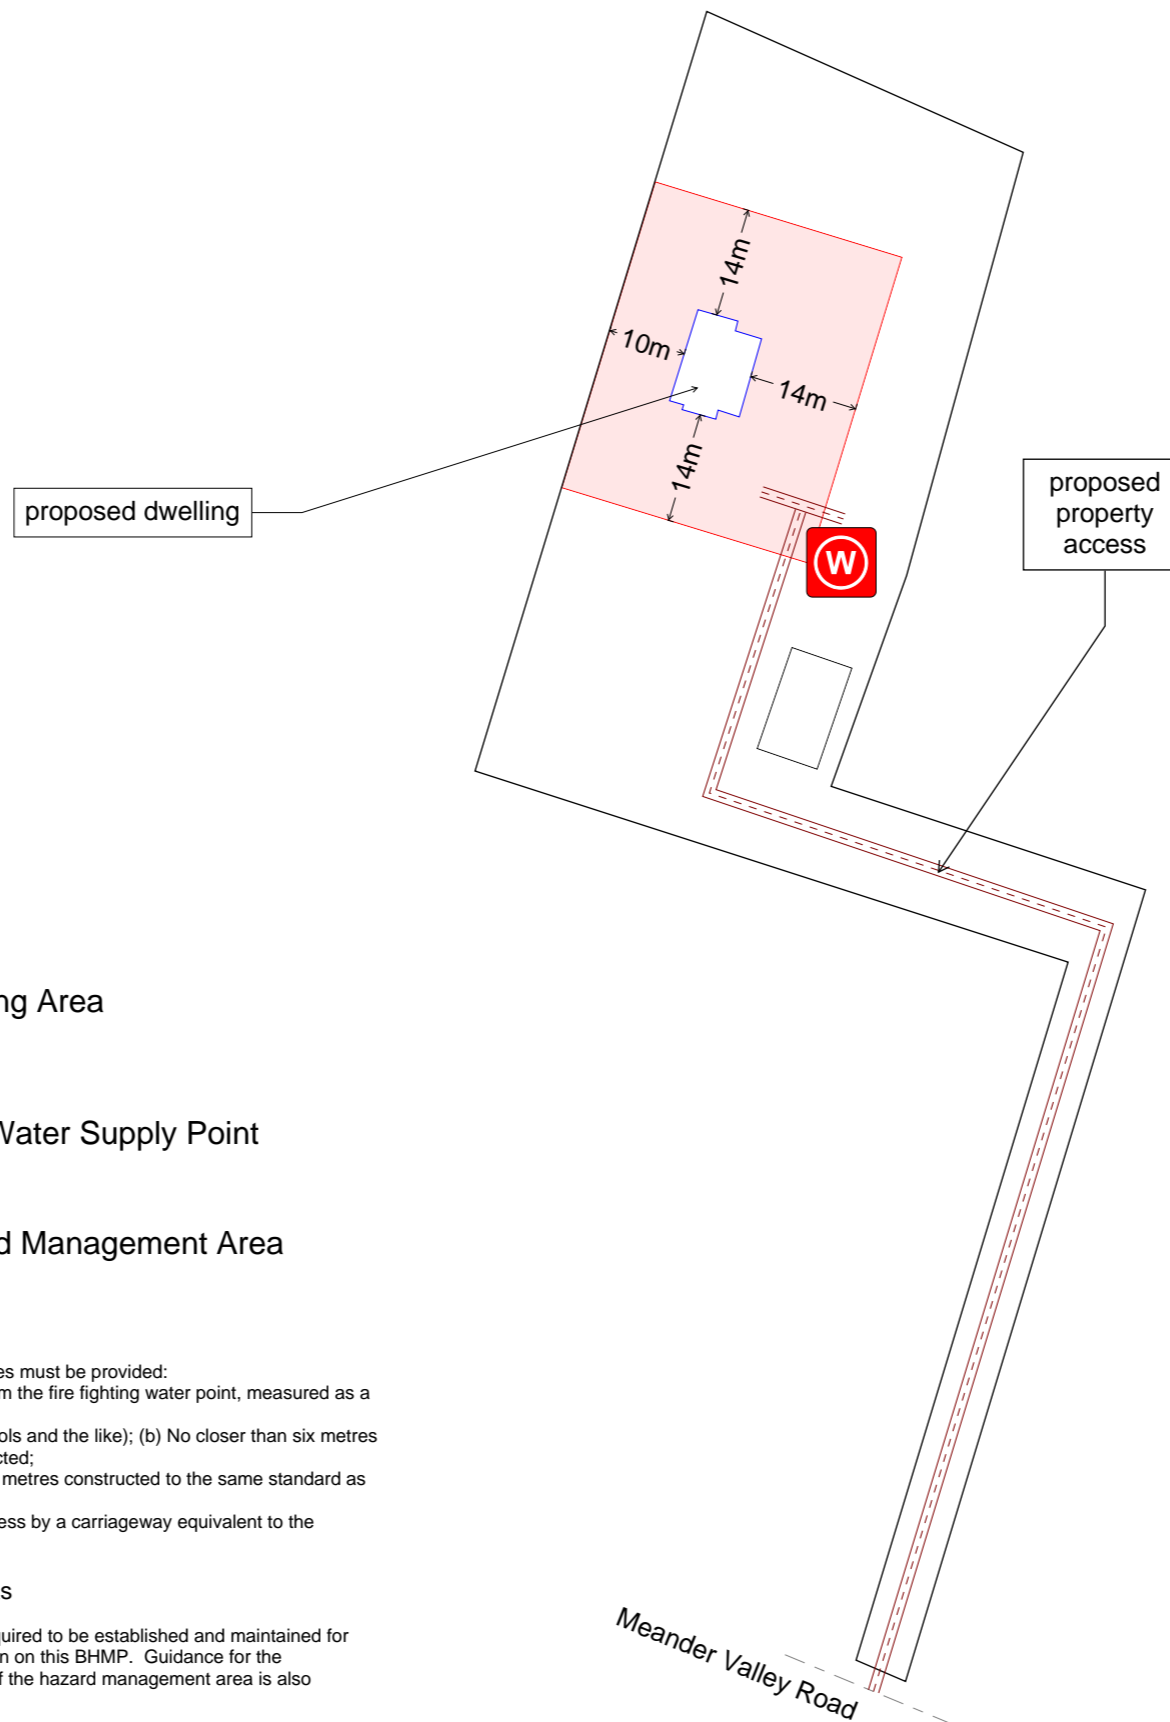 14m
10m
14m
14m
proposed dwelling
proposed
property
access
W
ng Area
Water Supply Point
d Management Area
es must be provided:
m the fire fighting water point, measured as a
ols and the like); (b) No closer than six metres
cted;
metres constructed to the same standard as
ess by a carriageway equivalent to the
s
quired to be established and maintained for
n on this BHMP. Guidance for the
f the hazard management area is also
Meander Valley Road